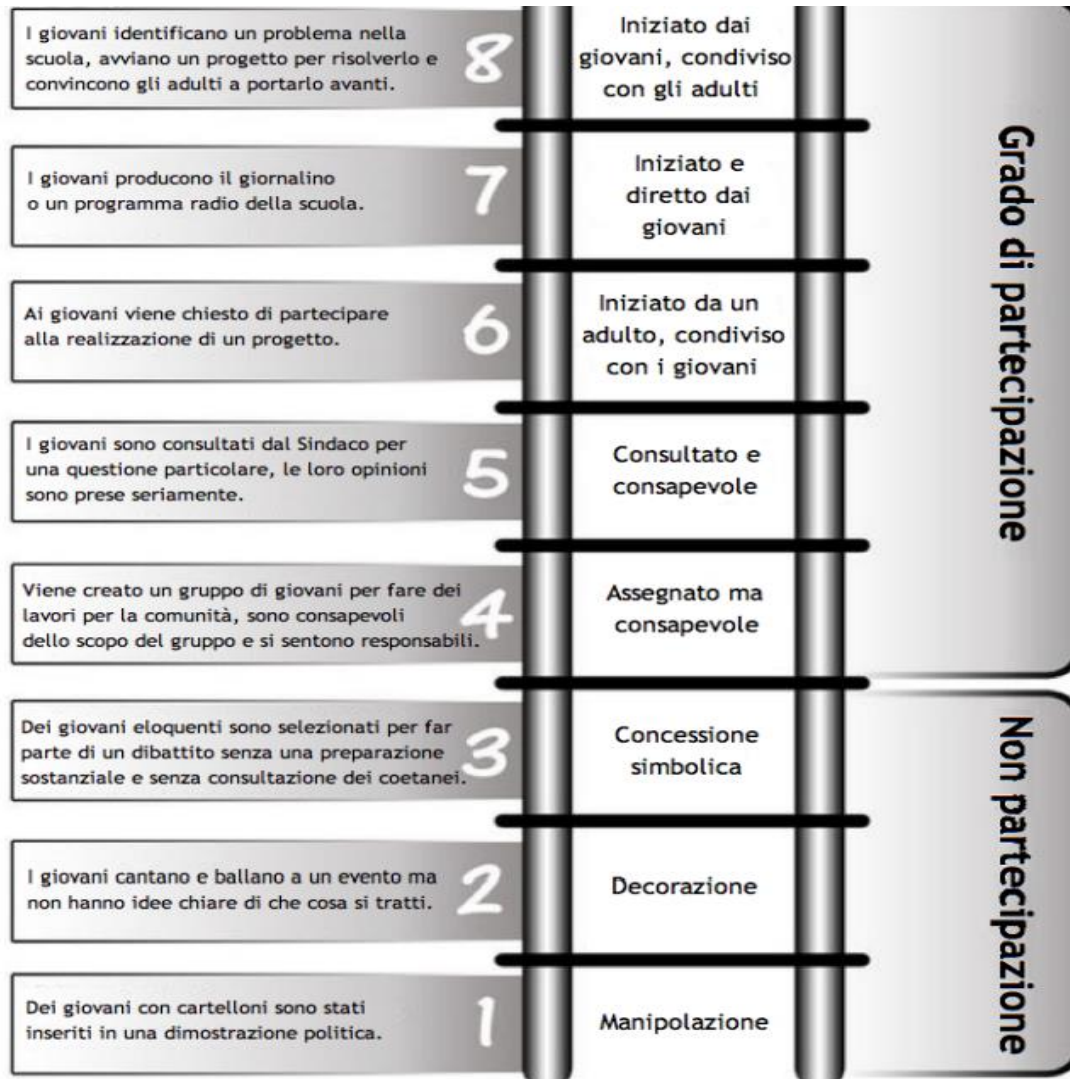 I giovani identificano un problema nella
scuola, avviano un progetto per risolverlo e
convincono gli adulti a portarlo avanti.
8
Iniziato dai
giovani, condiviso
con gli adulti
I giovani producono il giornalino
o un programma radio della scuola.
7
Iniziato e
diretto dai
giovani
Ai giovani viene chiesto di partecipare
alla realizzazione di un progetto.
6
Iniziato da un
adulto, condiviso
con i giovani
I giovani sono consultati dal Sindaco per
una questione particolare, le loro opinioni
sono prese seriamente.
5
Consultato e
consapevole
Viene creato un gruppo di giovani per fare dei
lavori per la comunità, sono consapevoli
dello scopo del gruppo e si sentono responsabili.
4
Assegnato ma
consapevole
Grado di partecipazione
Dei giovani eloquenti sono selezionati per far
parte di un dibattito senza una preparazione
sostanziale e senza consultazione dei coetanei.
3
Concessione
simbolica
I giovani cantano e ballano a un evento ma
non hanno idee chiare di che cosa si tratti.
2
Decorazione
Dei giovani con cartelloni sono stati
inseriti in una dimostrazione politica.
1
Manipolazione
Non partecipazione